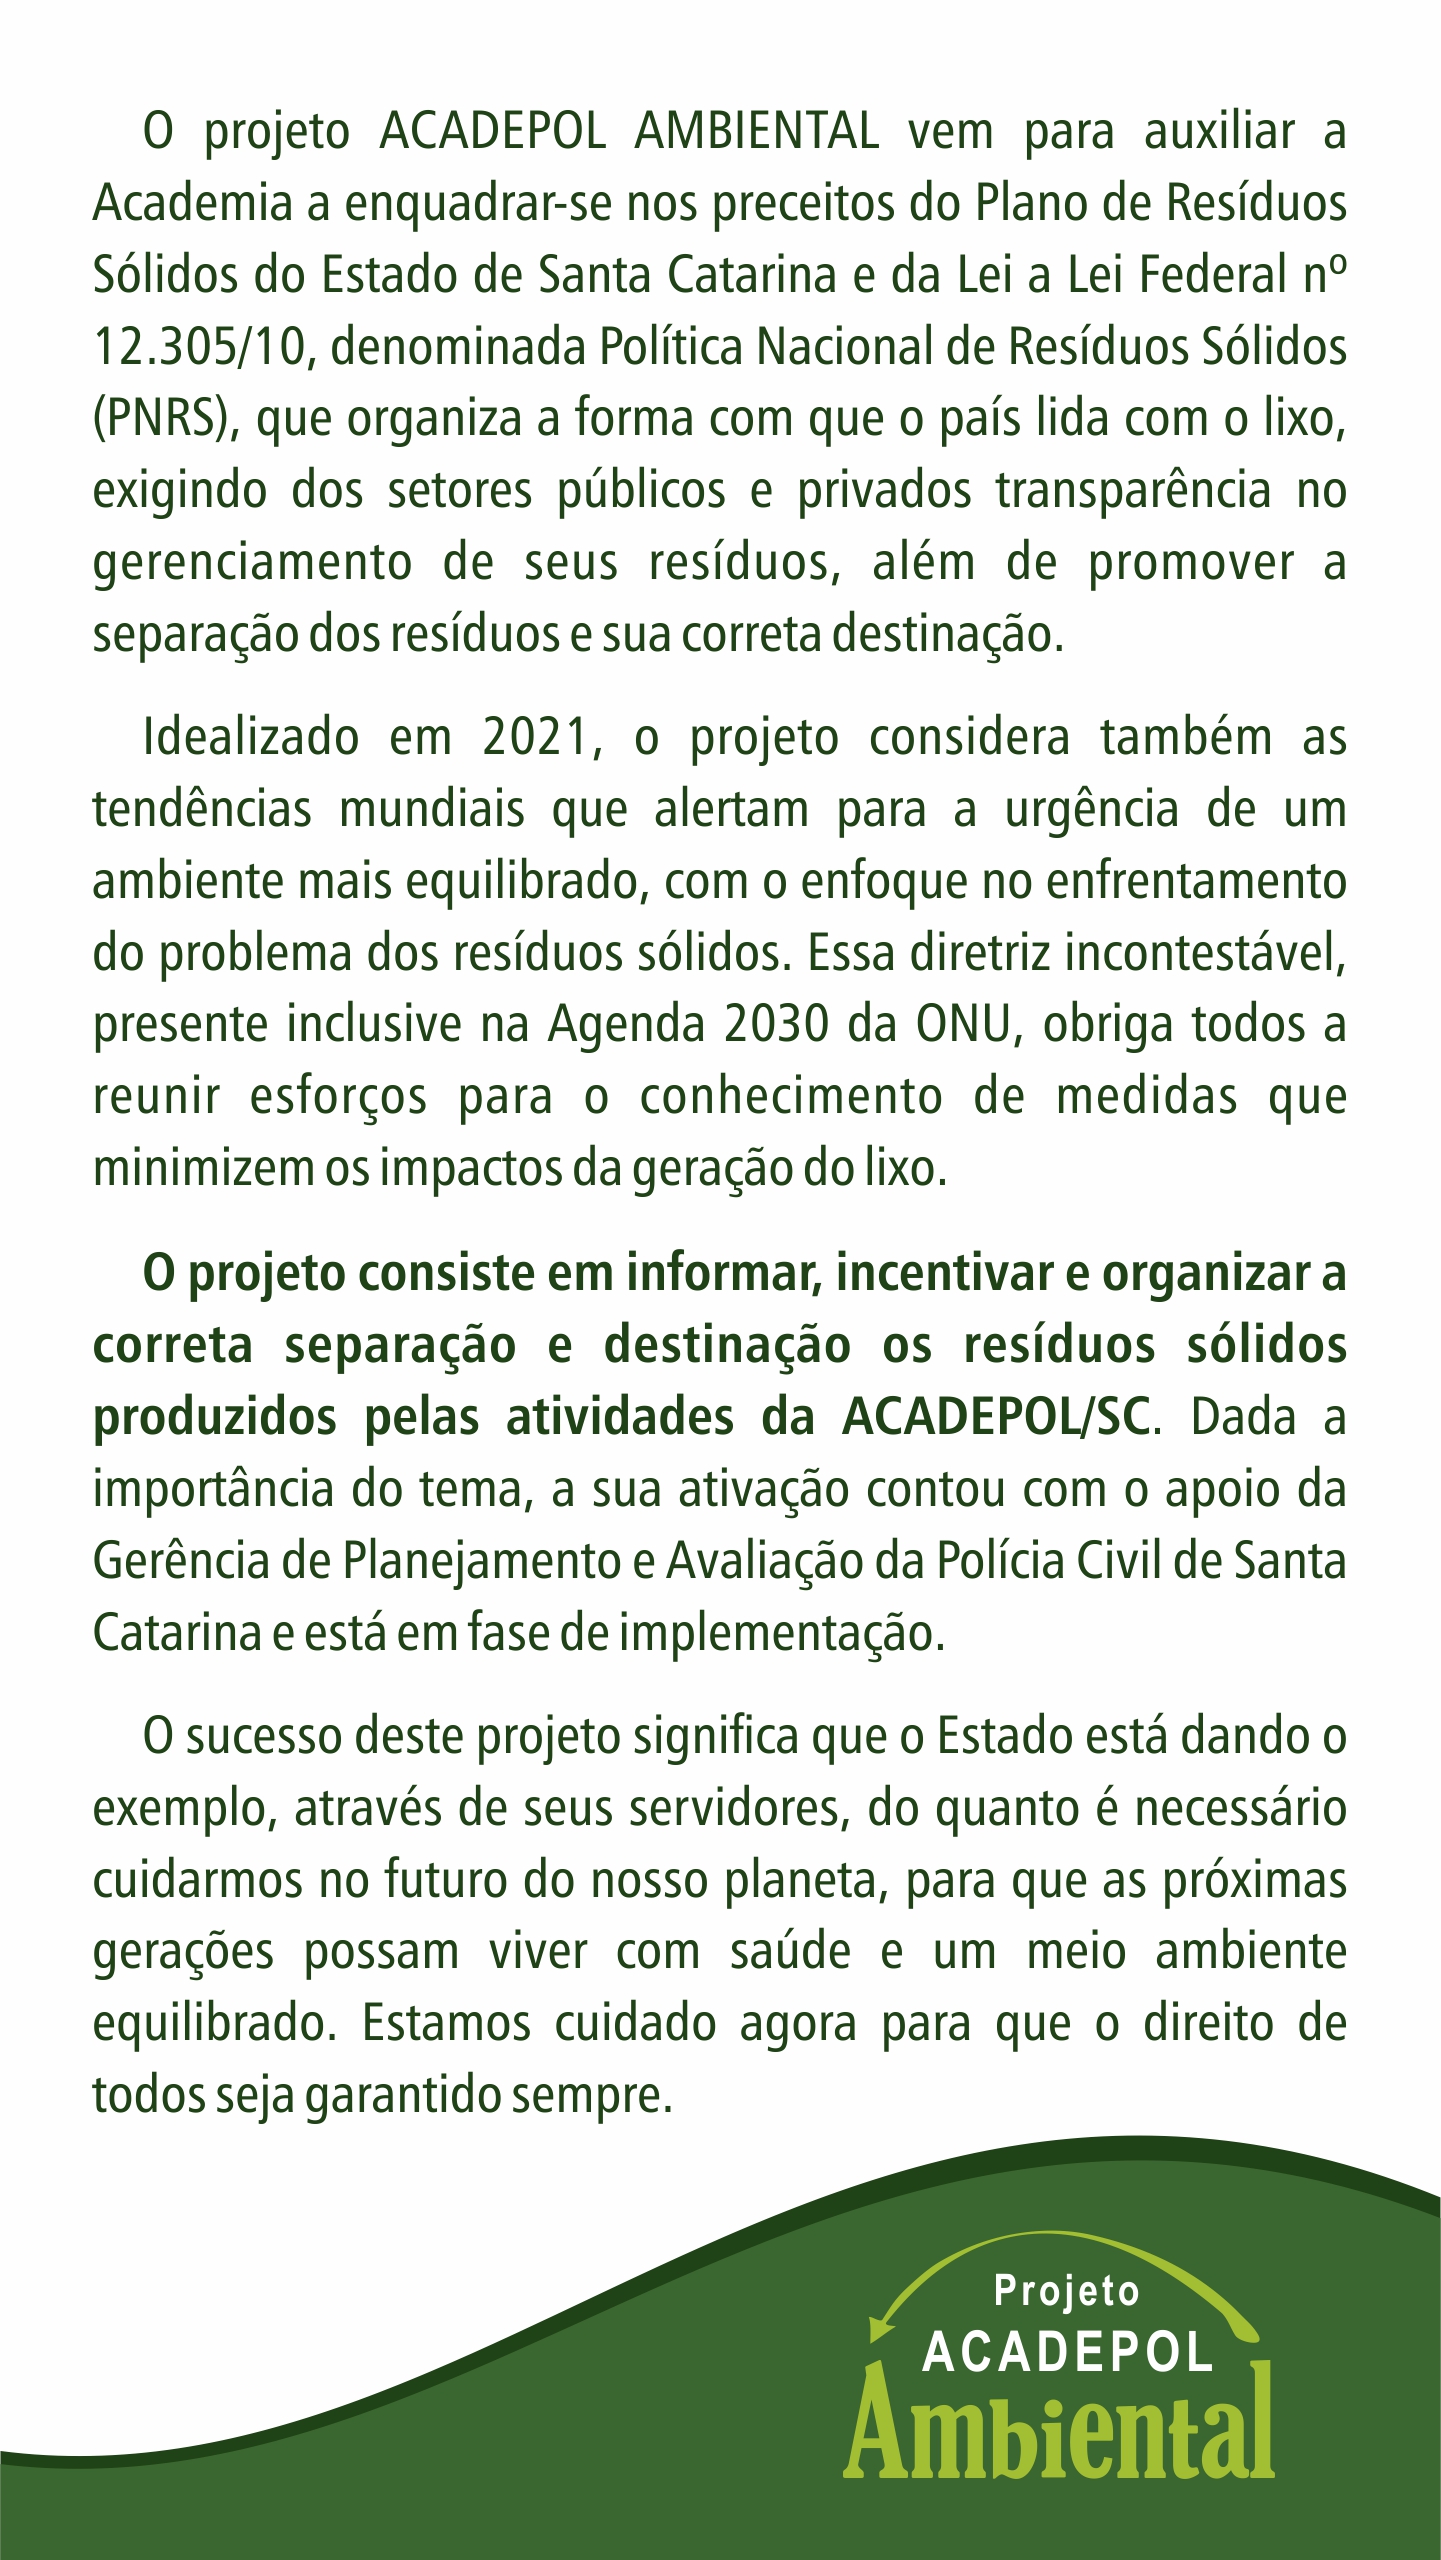 O projeto ACADEPOL AMBIENTAL vem para auxiliar a
Academia a enquadrar-se nos preceitos do Plano de Resíduos
Sólidos do Estado de Santa Catarina e da Lei a Lei Federal nº
12.305/10, denominada Política Nacional de Resíduos Sólidos
(PNRS), que organiza a forma com que o país lida com o lixo,
exigindo dos setores públicos e privados transparência no
gerenciamento de seus resíduos, além de promover a
separação dos resíduos e sua correta destinação.
Idealizado em 2021, o projeto considera também as
tendências mundiais que alertam para a urgência de um
ambiente mais equilibrado, com o enfoque no enfrentamento
do problema dos resíduos sólidos. Essa diretriz incontestável,
presente inclusive na Agenda 2030 da ONU, obriga todos a
reunir esforços para o conhecimento de medidas que
minimizem os impactos da geração do lixo.
O projeto consiste em informar, incentivar e organizar a
correta separação e destinação os resíduos sólidos
produzidos pelas atividades da ACADEPOL/SC. Dada a
importância do tema, a sua ativação contou com o apoio da
Gerência de Planejamento e Avaliação da Polícia Civil de Santa
Catarina e está em fase de implementação.
O sucesso deste projeto significa que o Estado está dando o
exemplo, através de seus servidores, do quanto é necessário
cuidarmos no futuro do nosso planeta, para que as próximas
gerações possam viver com saúde e um meio ambiente
equilibrado. Estamos cuidado agora para que o direito de
todos seja garantido sempre.
Projeto
ACADEPOL
Ambiental